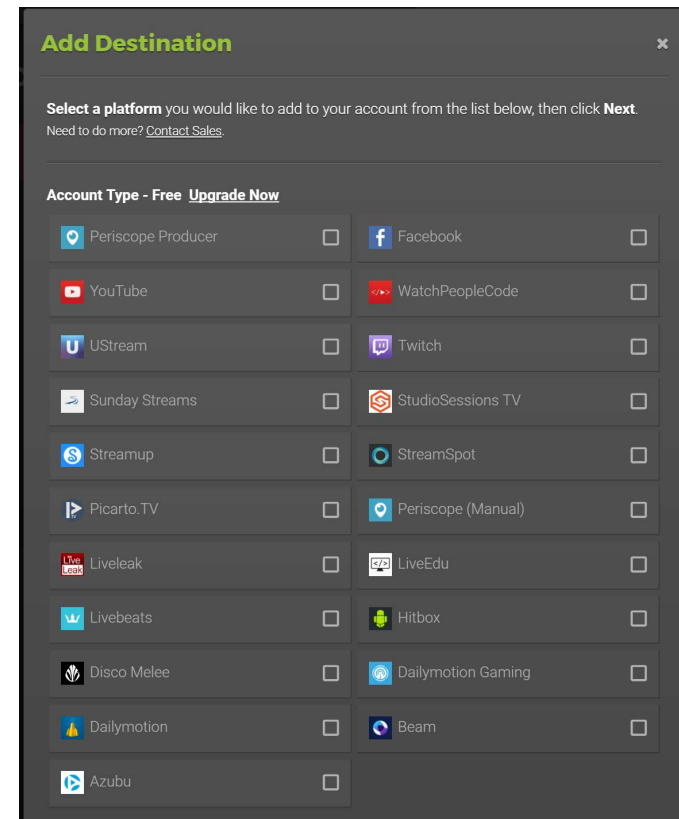 Add Destination
Select a platform you would like to add to your account from the list below, then click Next.
Need to do more? Contact Sales.
Account Type - Free Upgrade Now
Periscope Producer
Facebook
YouTube
WatchPeopleCode
UStream
Twitch
Sunday Streams
StudioSessions TV
Streamup
StreamSpot
Picarto.TV
Periscope (Manual)
Liveleak
LiveEdu
Livebeats
Hitbox
Disco Melee
Dailymotion Gaming
Dailymotion
Beam
Azubu